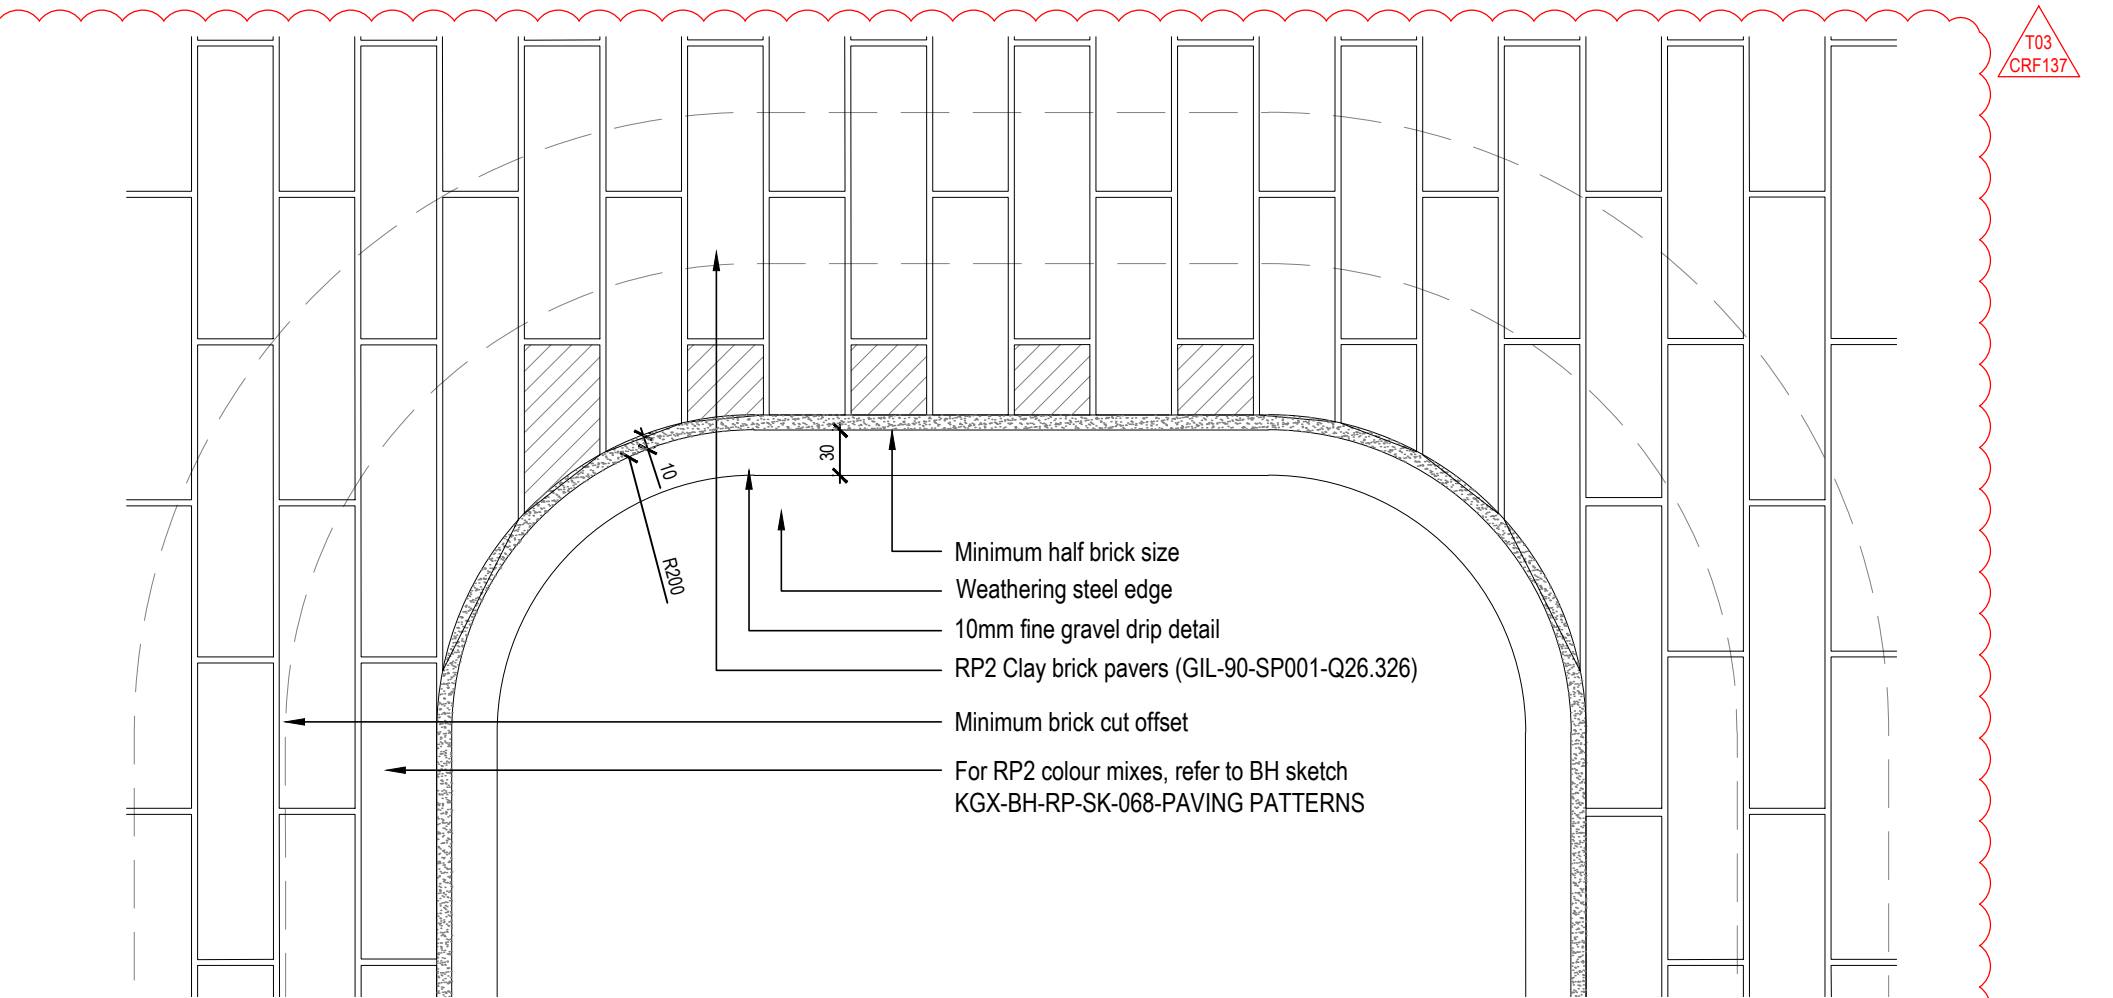 T03
CRF137
30
10
R200
Minimum half brick size
Weathering steel edge
10mm fine gravel drip detail
RP2 Clay brick pavers (GIL-90-SP001-Q26.326)
Minimum brick cut offset
For RP2 colour mixes, refer to BH sketch
KGX-BH-RP-SK-068-PAVING PATTERNS